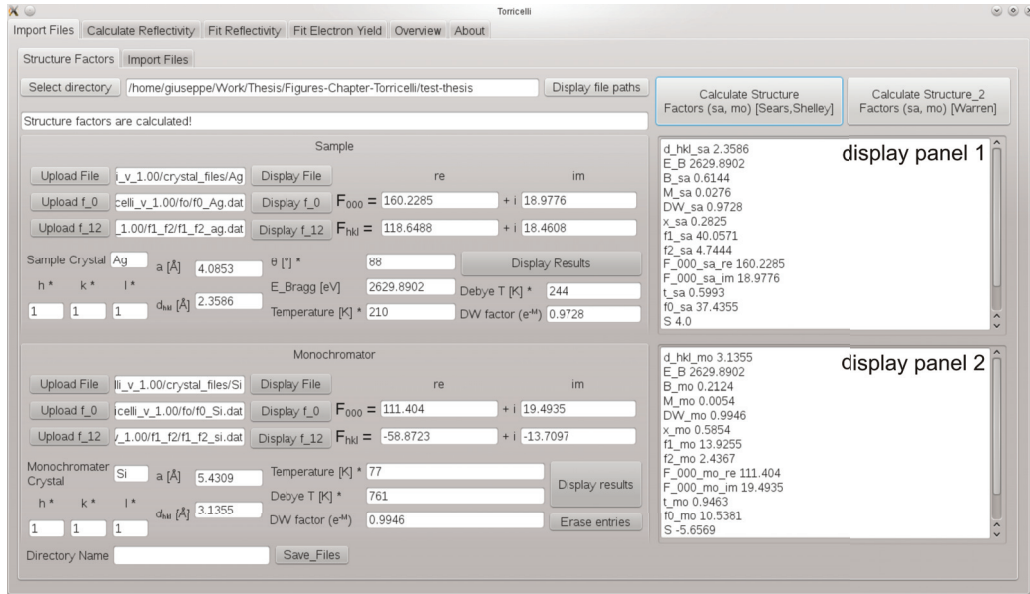 Torricelli
Import Files Calculate Reflectivity Fit Reflectivity Fit Electron Yield Overview About
Structure Factors Import Files
Select directory /home/giuseppe/Work/Thesis/Figures-Chapter-Torricelli/test-thesis Display file paths
Structure factors are calculated!
Calculate Structure
Factors (sa, mo) [Sears,Shelley]
Calculate Structure_2
Factors (sa, mo) [Warren]
Sample
Upload File i_v_1.00/crystal_files/Ag Display File re im
Upload f_0 celli_v_1.00/fo/f0_Ag.dat Dispay f_0 F000 = 160.2285 + i 18.9776
Upload f_12 _1.00/f1_f2/f1_f2_ag.dat Display f_12 Fhkl = 118.6488 + i 18.4608
Sample Crystal Ag a [Å] 4.0853 θ [°] * 88 Display Results
h * k * l * E_Bragg [eV] 2629.8902 Debye T [K] * 244
1 1 1 dhkl [Å] 2.3586 Temperature [K] * 210 DW factor (e-M) 0.9728
display panel 1
d_hkl_sa 2.3586
E_B 2629.8902
B_sa 0.6144
M_sa 0.0276
DW_sa 0.9728
x_sa 0.2825
f1_sa 40.0571
f2_sa 4.7444
F_000_sa_re 160.2285
F_000_sa_im 18.9776
t_sa 0.5993
f0_sa 37.4355
S 4.0
Monochromator
Upload File lli_v_1.00/crystal_files/Si Display File re im
Upload f_0 icelli_v_1.00/fo/f0_Si.dat Display f_0 F000 = 111.404 + i 19.4935
Upload f_12 v_1.00/f1_f2/f1_f2_si.dat Display f_12 Fhkl = -58.8723 + i -13.7097
Monochromater
Crystal Si a [Å] 5.4309 Temperature [K] * 77 Display results
h * k * l * Debye T [K] * 761
1 1 1 dhkl [Å] 3.1355 DW factor (e-M) 0.9946 Erase entries
Directory Name Save_Files
display panel 2
d_hkl_mo 3.1355
E_B 2629.8902
B_mo 0.2124
M_mo 0.0054
DW_mo 0.9946
x_mo 0.5854
f1_mo 13.9255
f2_mo 2.4367
F_000_mo_re 111.404
F_000_mo_im 19.4935
t_mo 0.9463
f0_mo 10.5381
S -5.6569